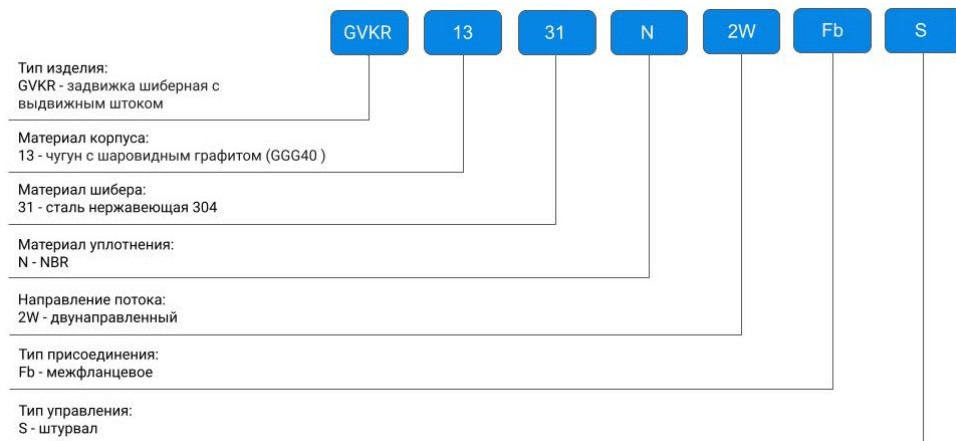 GVKR 13 31 N 2W Fb S
Тип изделия:
GVKR - задвижка шиберная с
выдвижным штоком
Материал корпуса:
13 - чугун с шаровидным графитом (GGG40 )
Материал шибера:
31 - сталь нержавеющая 304
Материал уплотнения:
N - NBR
Направление потока:
2W - двунаправленный
Тип присоединения:
Fb - межфланцевое
Тип управления:
S - штурвал